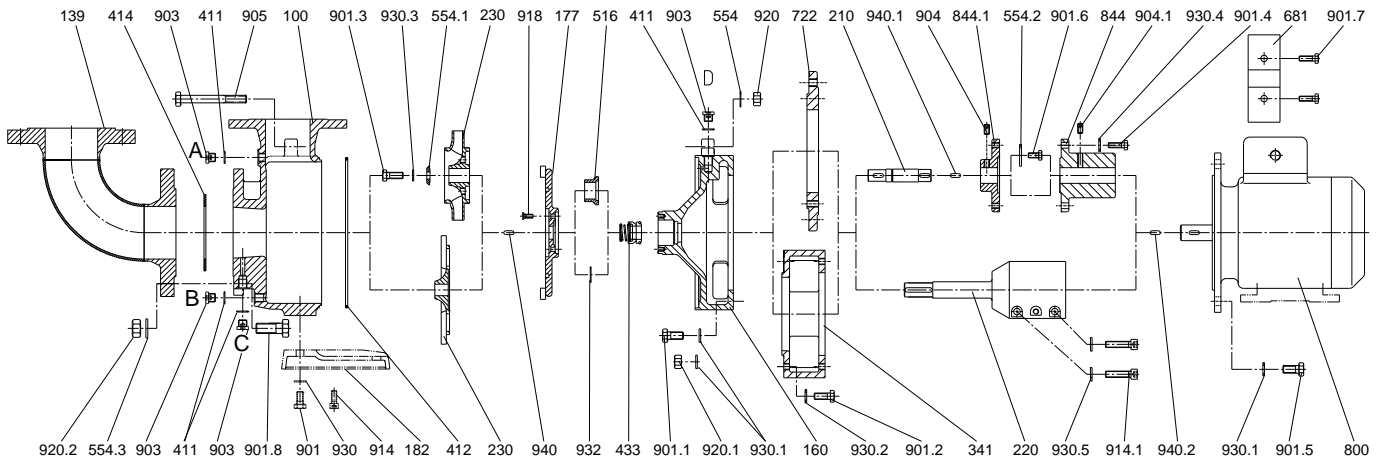 139 414 903 411 905 100 901.3 930.3 554.1 230 918 177 516 411 903 554 920 722 210 940.1 904 844.1 554.2 901.6 844 904.1 930.4 901.4 681 901.7
D
A
B
C
920.2 554.3 903 411 903 901.8 901 930 914 182 412 230 940 932 433 901.1 920.1 930.1 160 930.2 901.2 341 220 930.5 914.1 940.2 930.1 901.5 800